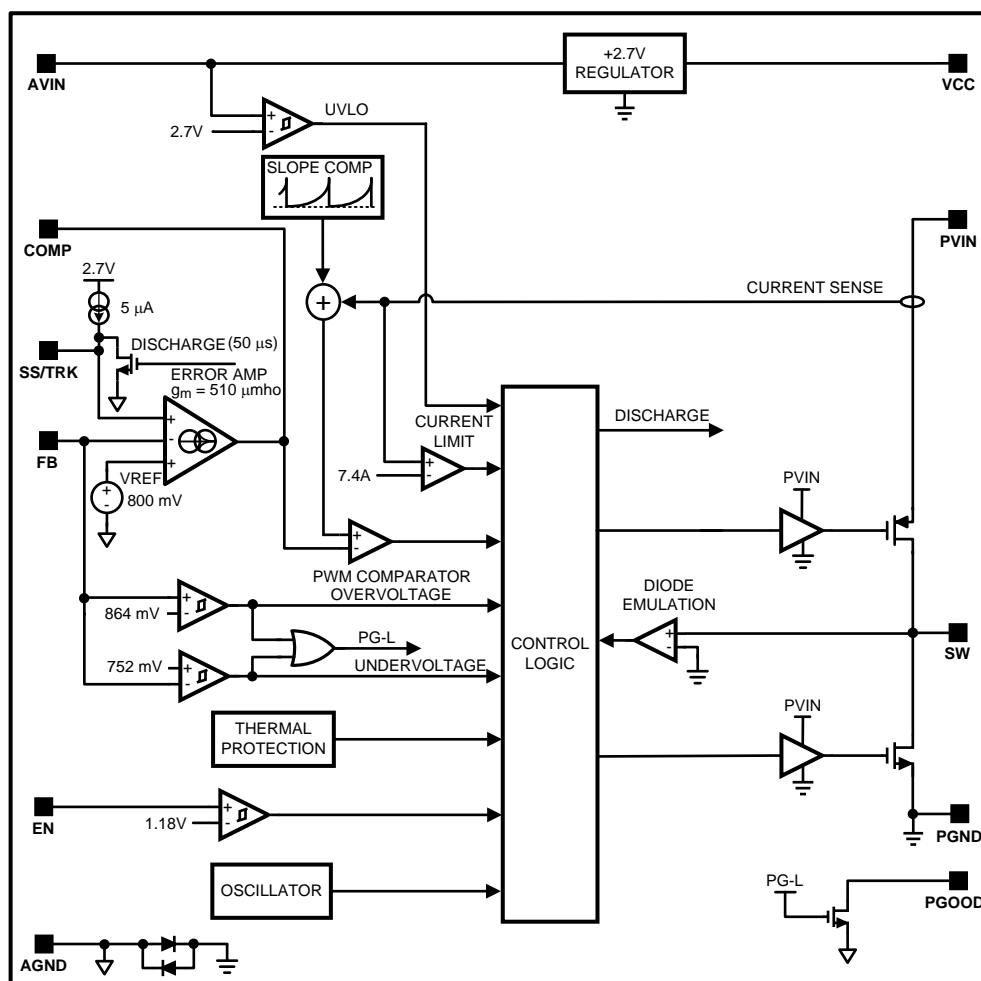 +2.7V
REGULATOR
AVIN
VCC
UVLO
+
-
2.7V
SLOPE COMP
COMP
PVIN
2.7V
5 μA
+
CURRENT SENSE
DISCHARGE (50 μs)
SS/TRK
ERROR AMP
gm = 510 μmho
+
-
+
FB
VREF
800 mV
+
-
CURRENT
LIMIT
+
-
7.4A
DISCHARGE
PVIN
+
-
PWM COMPARATOR
OVERVOLTAGE
+
-
864 mV
PG-L
752 mV
+
-
UNDERVOLTAGE
CONTROL
LOGIC
DIODE
EMULATION
+
-
SW
THERMAL
PROTECTION
PVIN
EN
+
-
1.18V
PGND
OSCILLATOR
PG-L
PGOOD
AGND